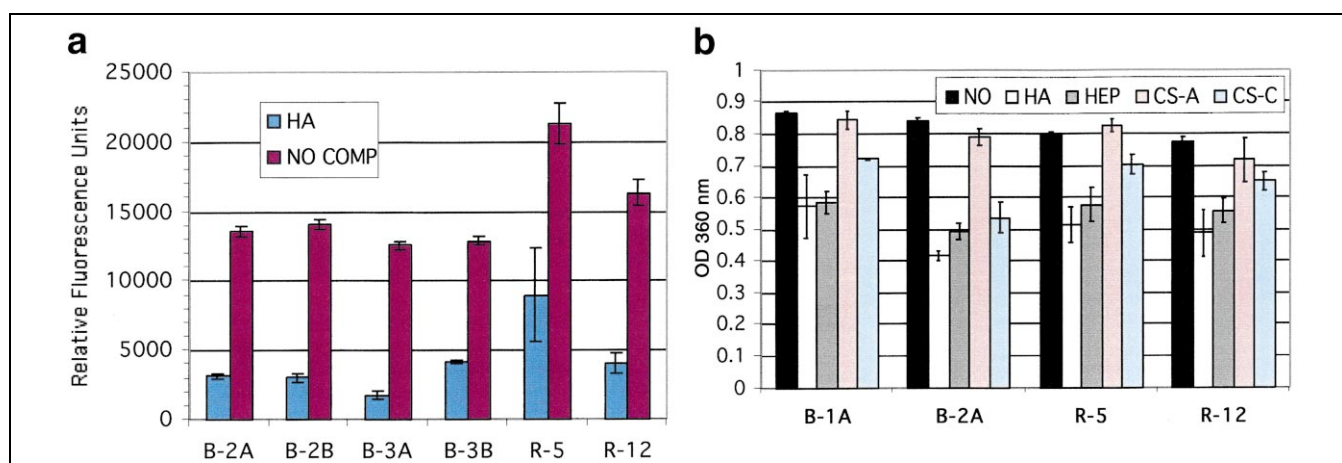 a
Relative Fluorescence Units
25000
20000
15000
10000
5000
0
HA
NO COMP
B-2A B-2B B-3A B-3B R-5 R-12
b
OD 360 nm
1
0.9
0.8
0.7
0.6
0.5
0.4
0.3
0.2
0.1
0
NO HA HEP CS-A CS-C
B-1A B-2A R-5 R-12